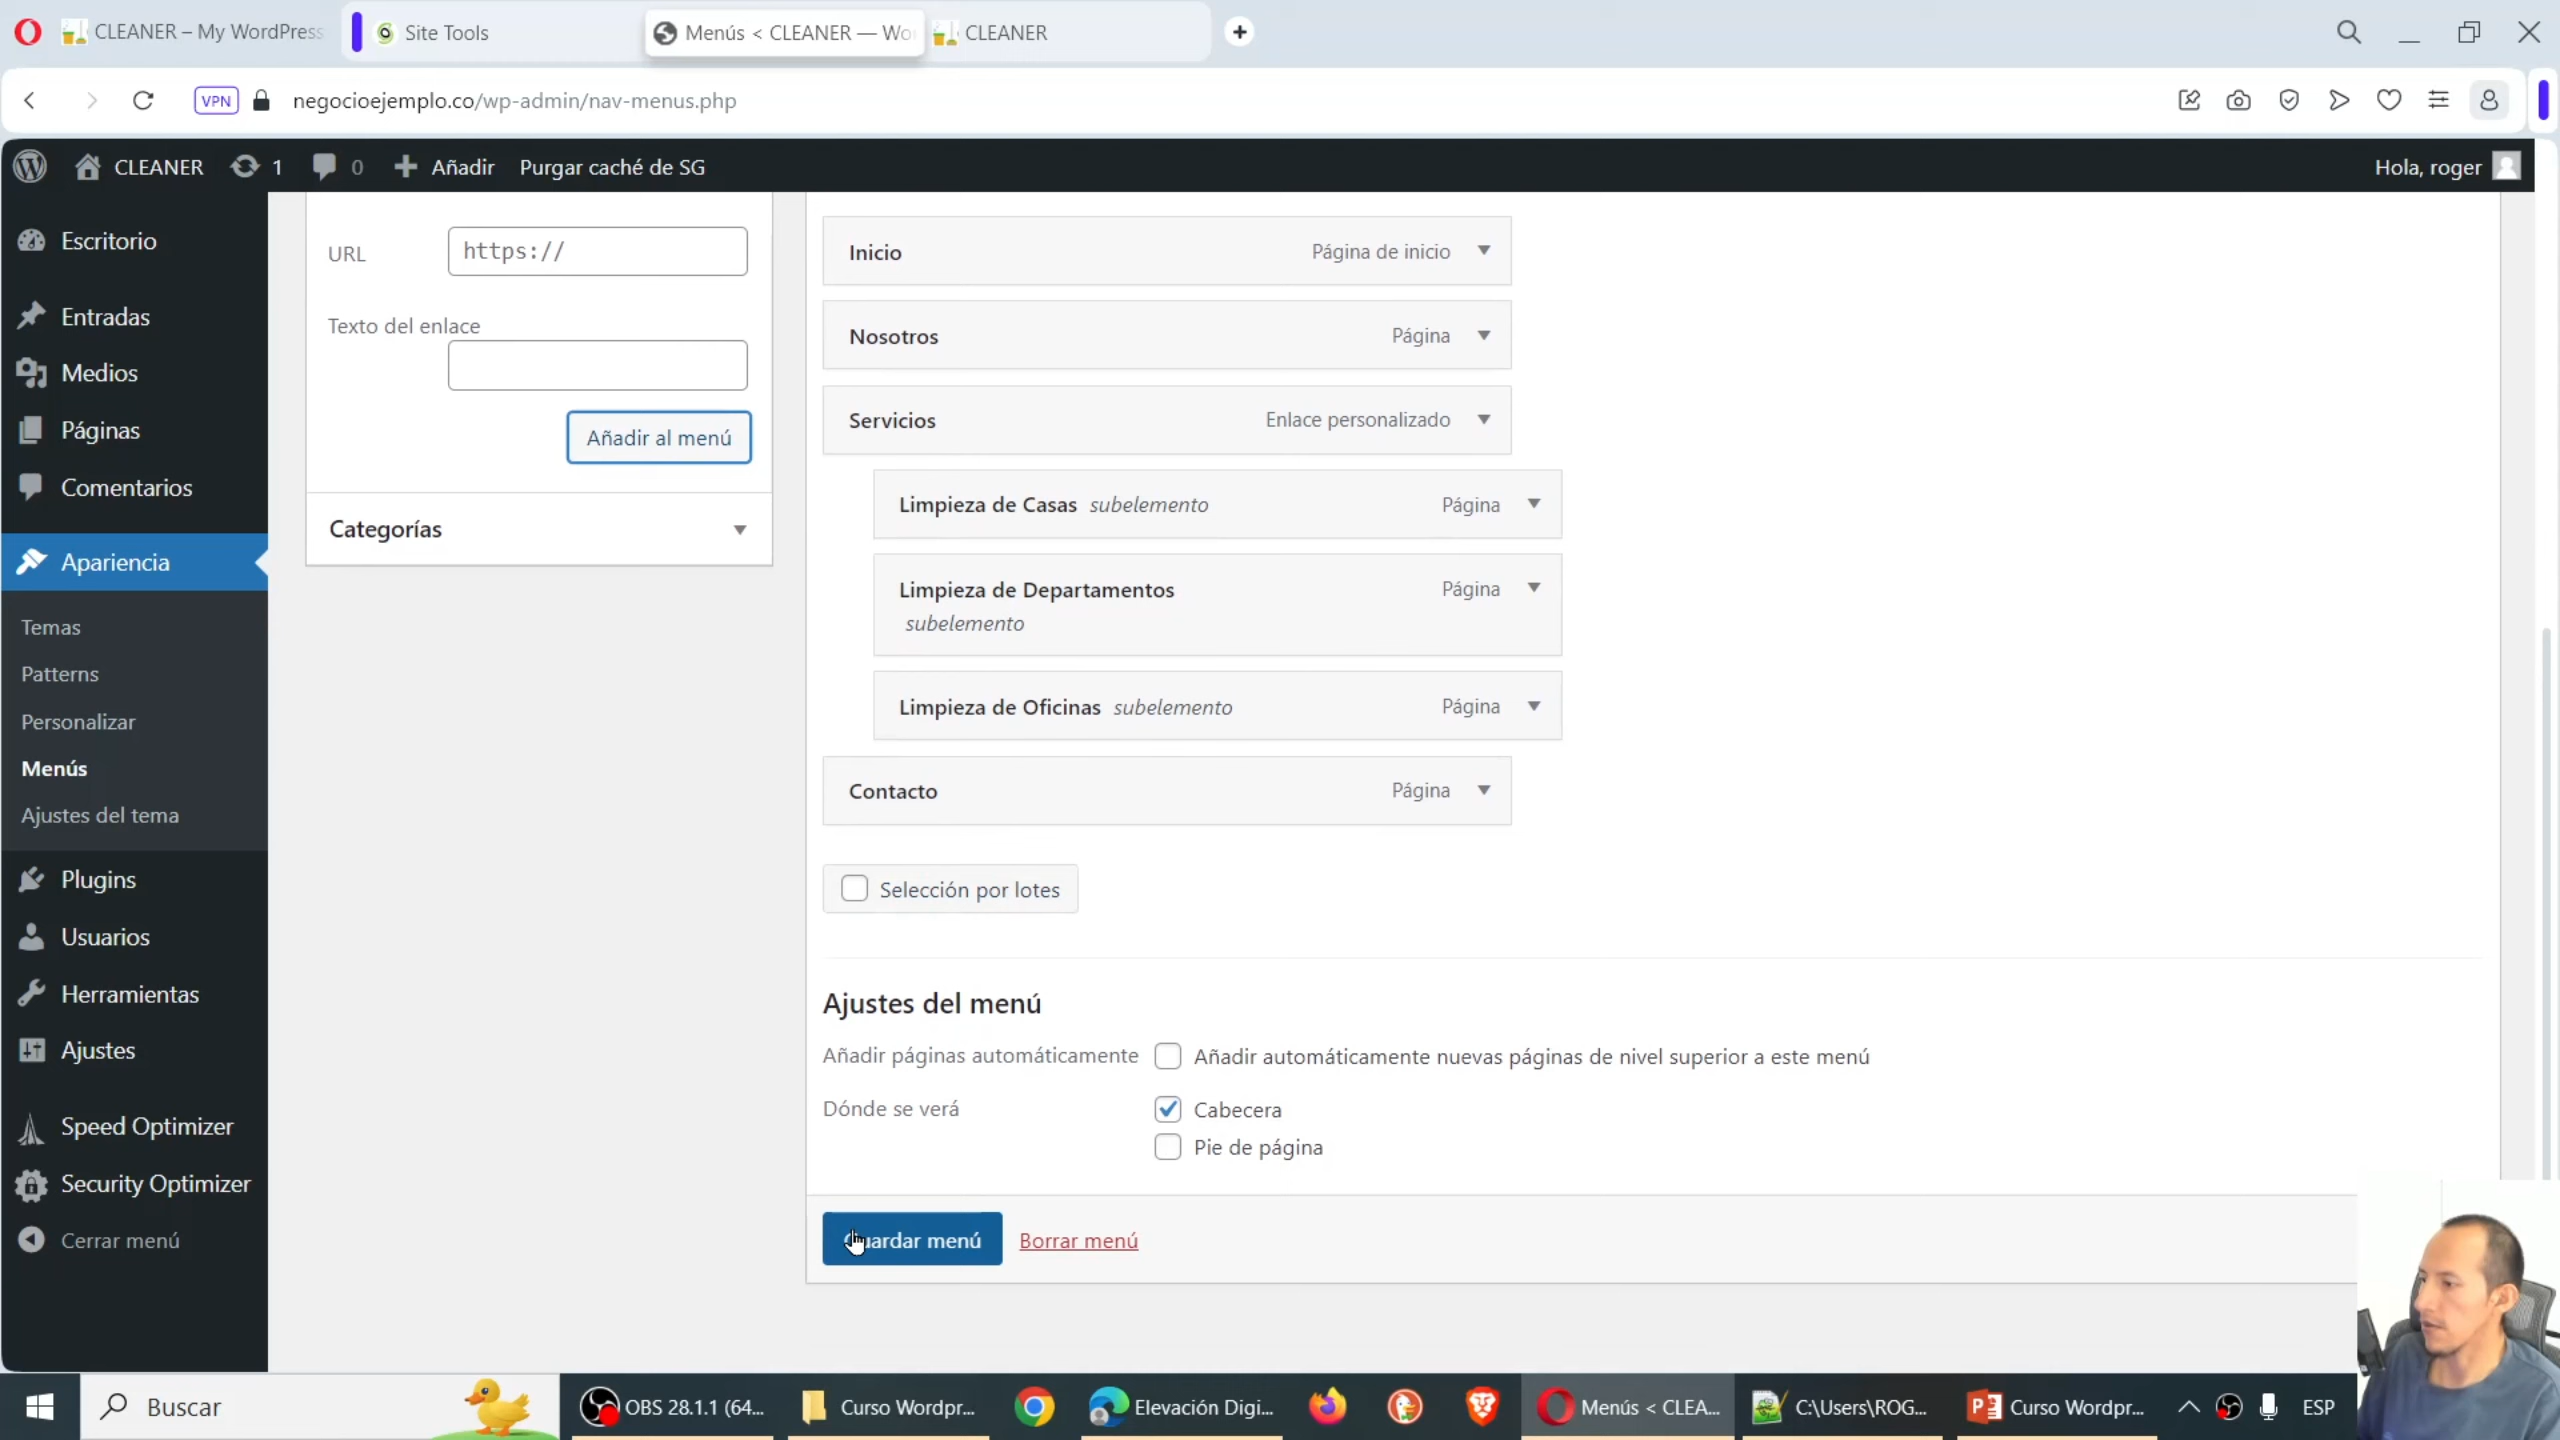 CLEANER – My WordPress
Site Tools
Menús < CLEANER — Wo
CLEANER
VPN
negocioejemplo.co/wp-admin/nav-menus.php
CLEANER
1
0
Añadir
Purgar caché de SG
Hola, roger
Escritorio
Entradas
Medios
Páginas
Comentarios
Apariencia
Temas
Patterns
Personalizar
Menús
Ajustes del tema
Plugins
Usuarios
Herramientas
Ajustes
Speed Optimizer
Security Optimizer
Cerrar menú
URL
https://
Texto del enlace
Añadir al menú
Categorías
Inicio
Página de inicio
Nosotros
Página
Servicios
Enlace personalizado
Limpieza de Casas subelemento
Página
Limpieza de Departamentos
subelemento
Página
Limpieza de Oficinas subelemento
Página
Contacto
Página
Selección por lotes
Ajustes del menú
Añadir páginas automáticamente
Añadir automáticamente nuevas páginas de nivel superior a este menú
Dónde se verá
Cabecera
Pie de página
Guardar menú
Borrar menú
Buscar
OBS 28.1.1 (64...
Curso Wordpr...
Elevación Digi...
Menús < CLEA...
C:\Users\ROG...
Curso Wordpr...
ESP